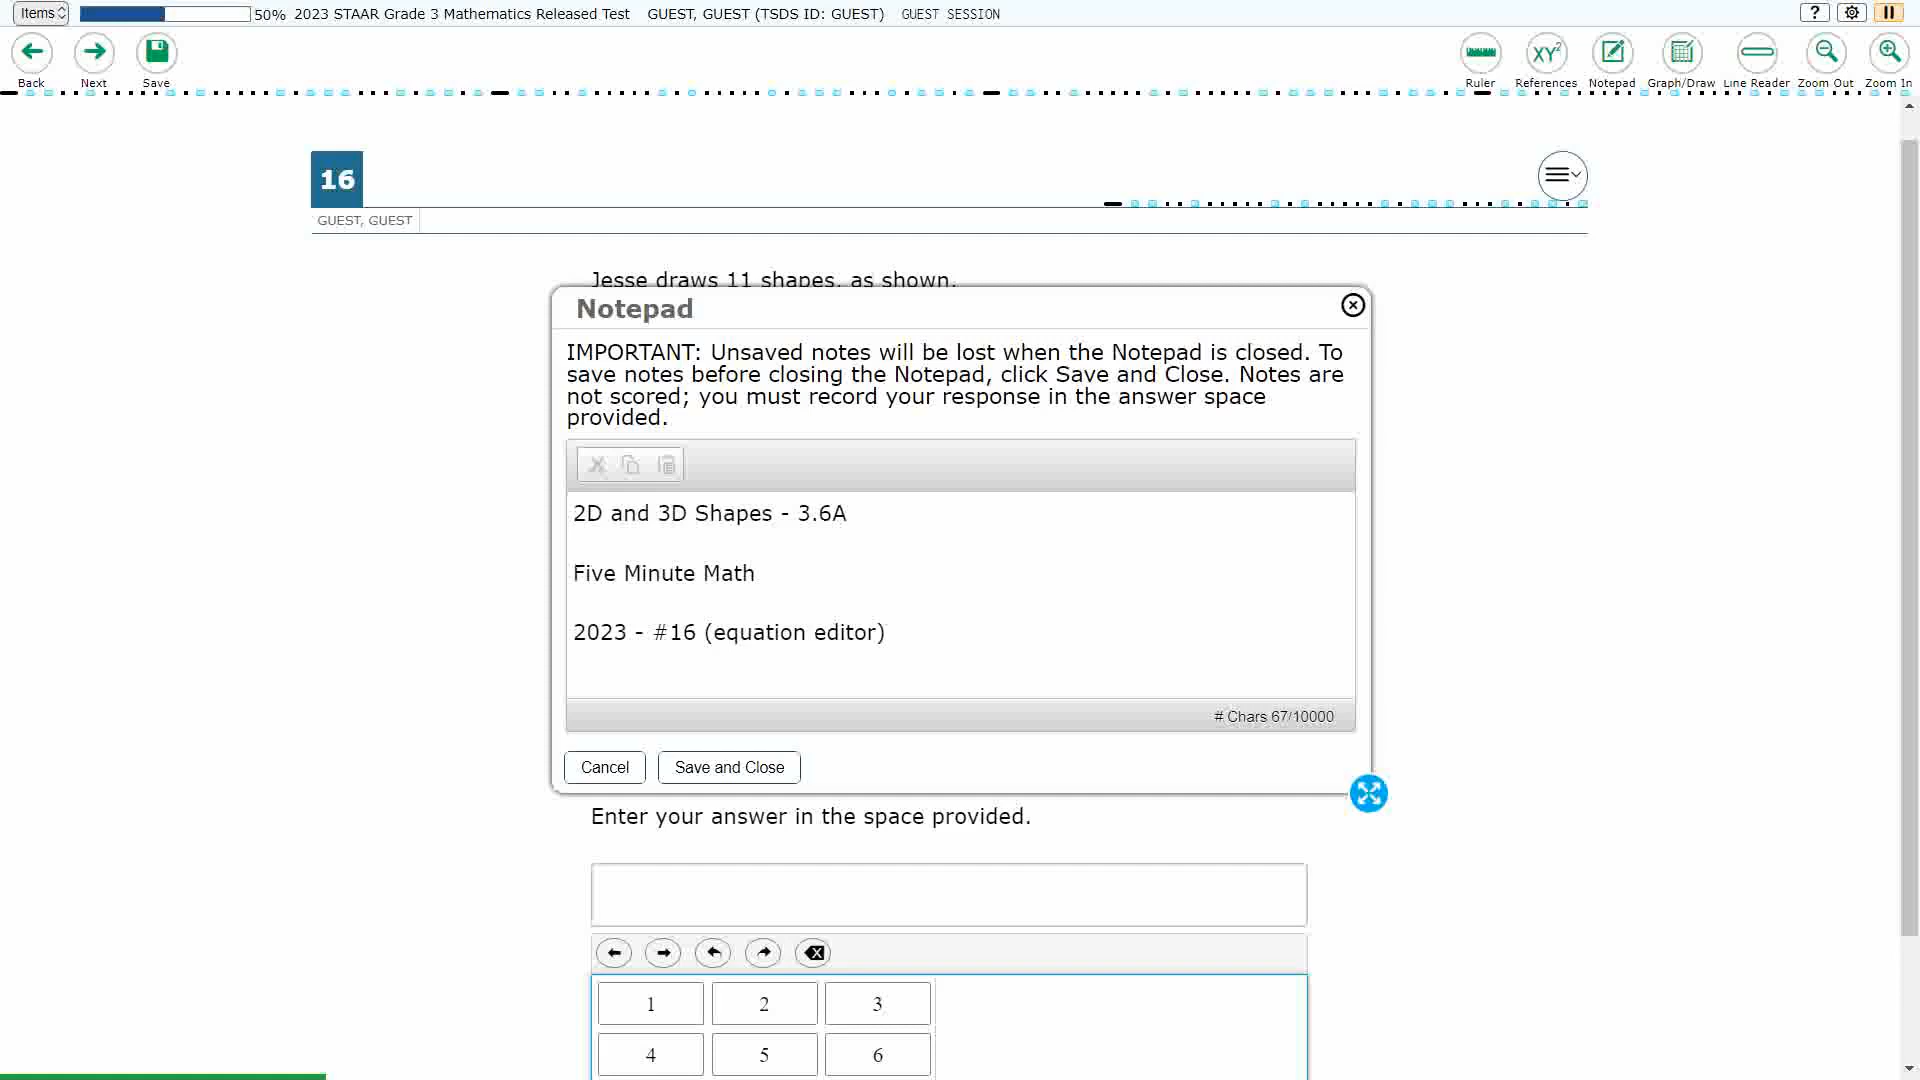 Items
50% 2023 STAAR Grade 3 Mathematics Released Test GUEST, GUEST (TSDS ID: GUEST) GUEST SESSION
?
Back Next Save
XY²
Ruler References Notepad Graph/Draw Line Reader Zoom Out Zoom In
16
GUEST, GUEST
Jesse draws 11 shapes, as shown.
Notepad
IMPORTANT: Unsaved notes will be lost when the Notepad is closed. To
save notes before closing the Notepad, click Save and Close. Notes are
not scored; you must record your response in the answer space
provided.
2D and 3D Shapes - 3.6A
Five Minute Math
2023 - #16 (equation editor)
# Chars 67/10000
Cancel Save and Close
Enter your answer in the space provided.
1 2 3
4 5 6